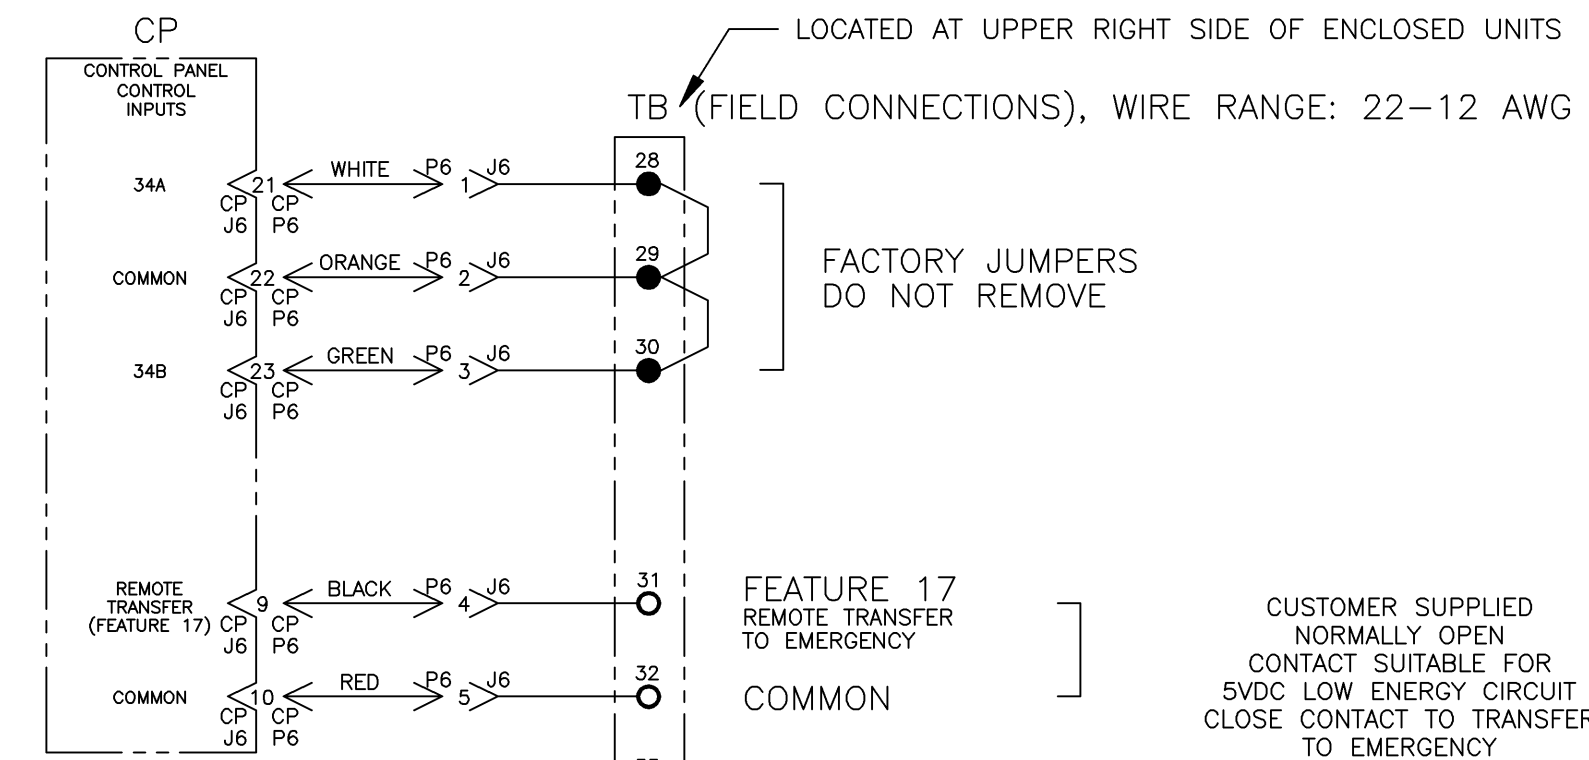 CP
LOCATED AT UPPER RIGHT SIDE OF ENCLOSED UNITS
CONTROL PANEL
CONTROL
INPUTS
TB (FIELD CONNECTIONS), WIRE RANGE: 22-12 AWG
34A
21
WHITE
P6
1
J6
28
CP CP
J6 P6
COMMON
22
ORANGE
P6
2
J6
29
CP CP
J6 P6
FACTORY JUMPERS
DO NOT REMOVE
34B
23
GREEN
P6
3
J6
30
CP CP
J6 P6
REMOTE
TRANSFER
(FEATURE 17)
9
BLACK
P6
4
J6
31
CP CP
J6 P6
FEATURE 17
REMOTE TRANSFER
TO EMERGENCY
COMMON
10
RED
P6
5
J6
32
CP CP
J6 P6
COMMON
CUSTOMER SUPPLIED
NORMALLY OPEN
CONTACT SUITABLE FOR
5VDC LOW ENERGY CIRCUIT
CLOSE CONTACT TO TRANSFER
TO EMERGENCY